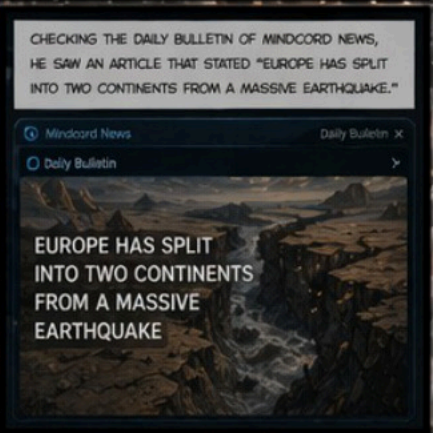 CHECKING THE DAILY BULLETIN OF MINDCORD NEWS,
HE SAW AN ARTICLE THAT STATED "EUROPE HAS SPLIT
INTO TWO CONTINENTS FROM A MASSIVE EARTHQUAKE."
Mindcord News Daily Bulletin ×
Daily Bulletin
EUROPE HAS SPLIT
INTO TWO CONTINENTS
FROM A MASSIVE
EARTHQUAKE